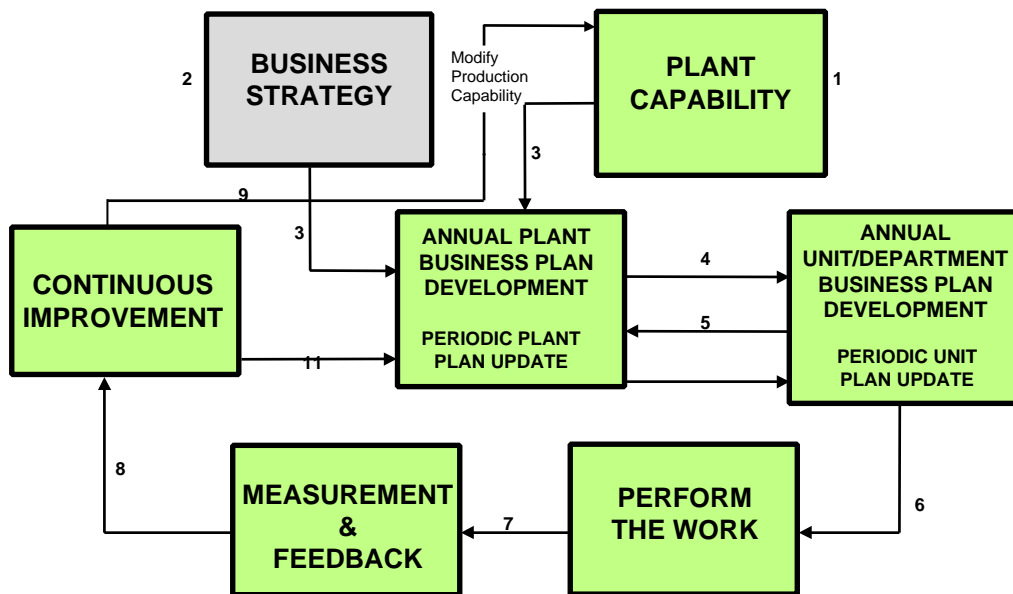 2
BUSINESS
STRATEGY
Modify
Production
Capability
PLANT
CAPABILITY
1
3
9
3
CONTINUOUS
IMPROVEMENT
11
ANNUAL PLANT
BUSINESS PLAN
DEVELOPMENT
PERIODIC PLANT
PLAN UPDATE
4
5
ANNUAL
UNIT/DEPARTMENT
BUSINESS PLAN
DEVELOPMENT
PERIODIC UNIT
PLAN UPDATE
8
MEASUREMENT
&
FEEDBACK
7
PERFORM
THE WORK
6